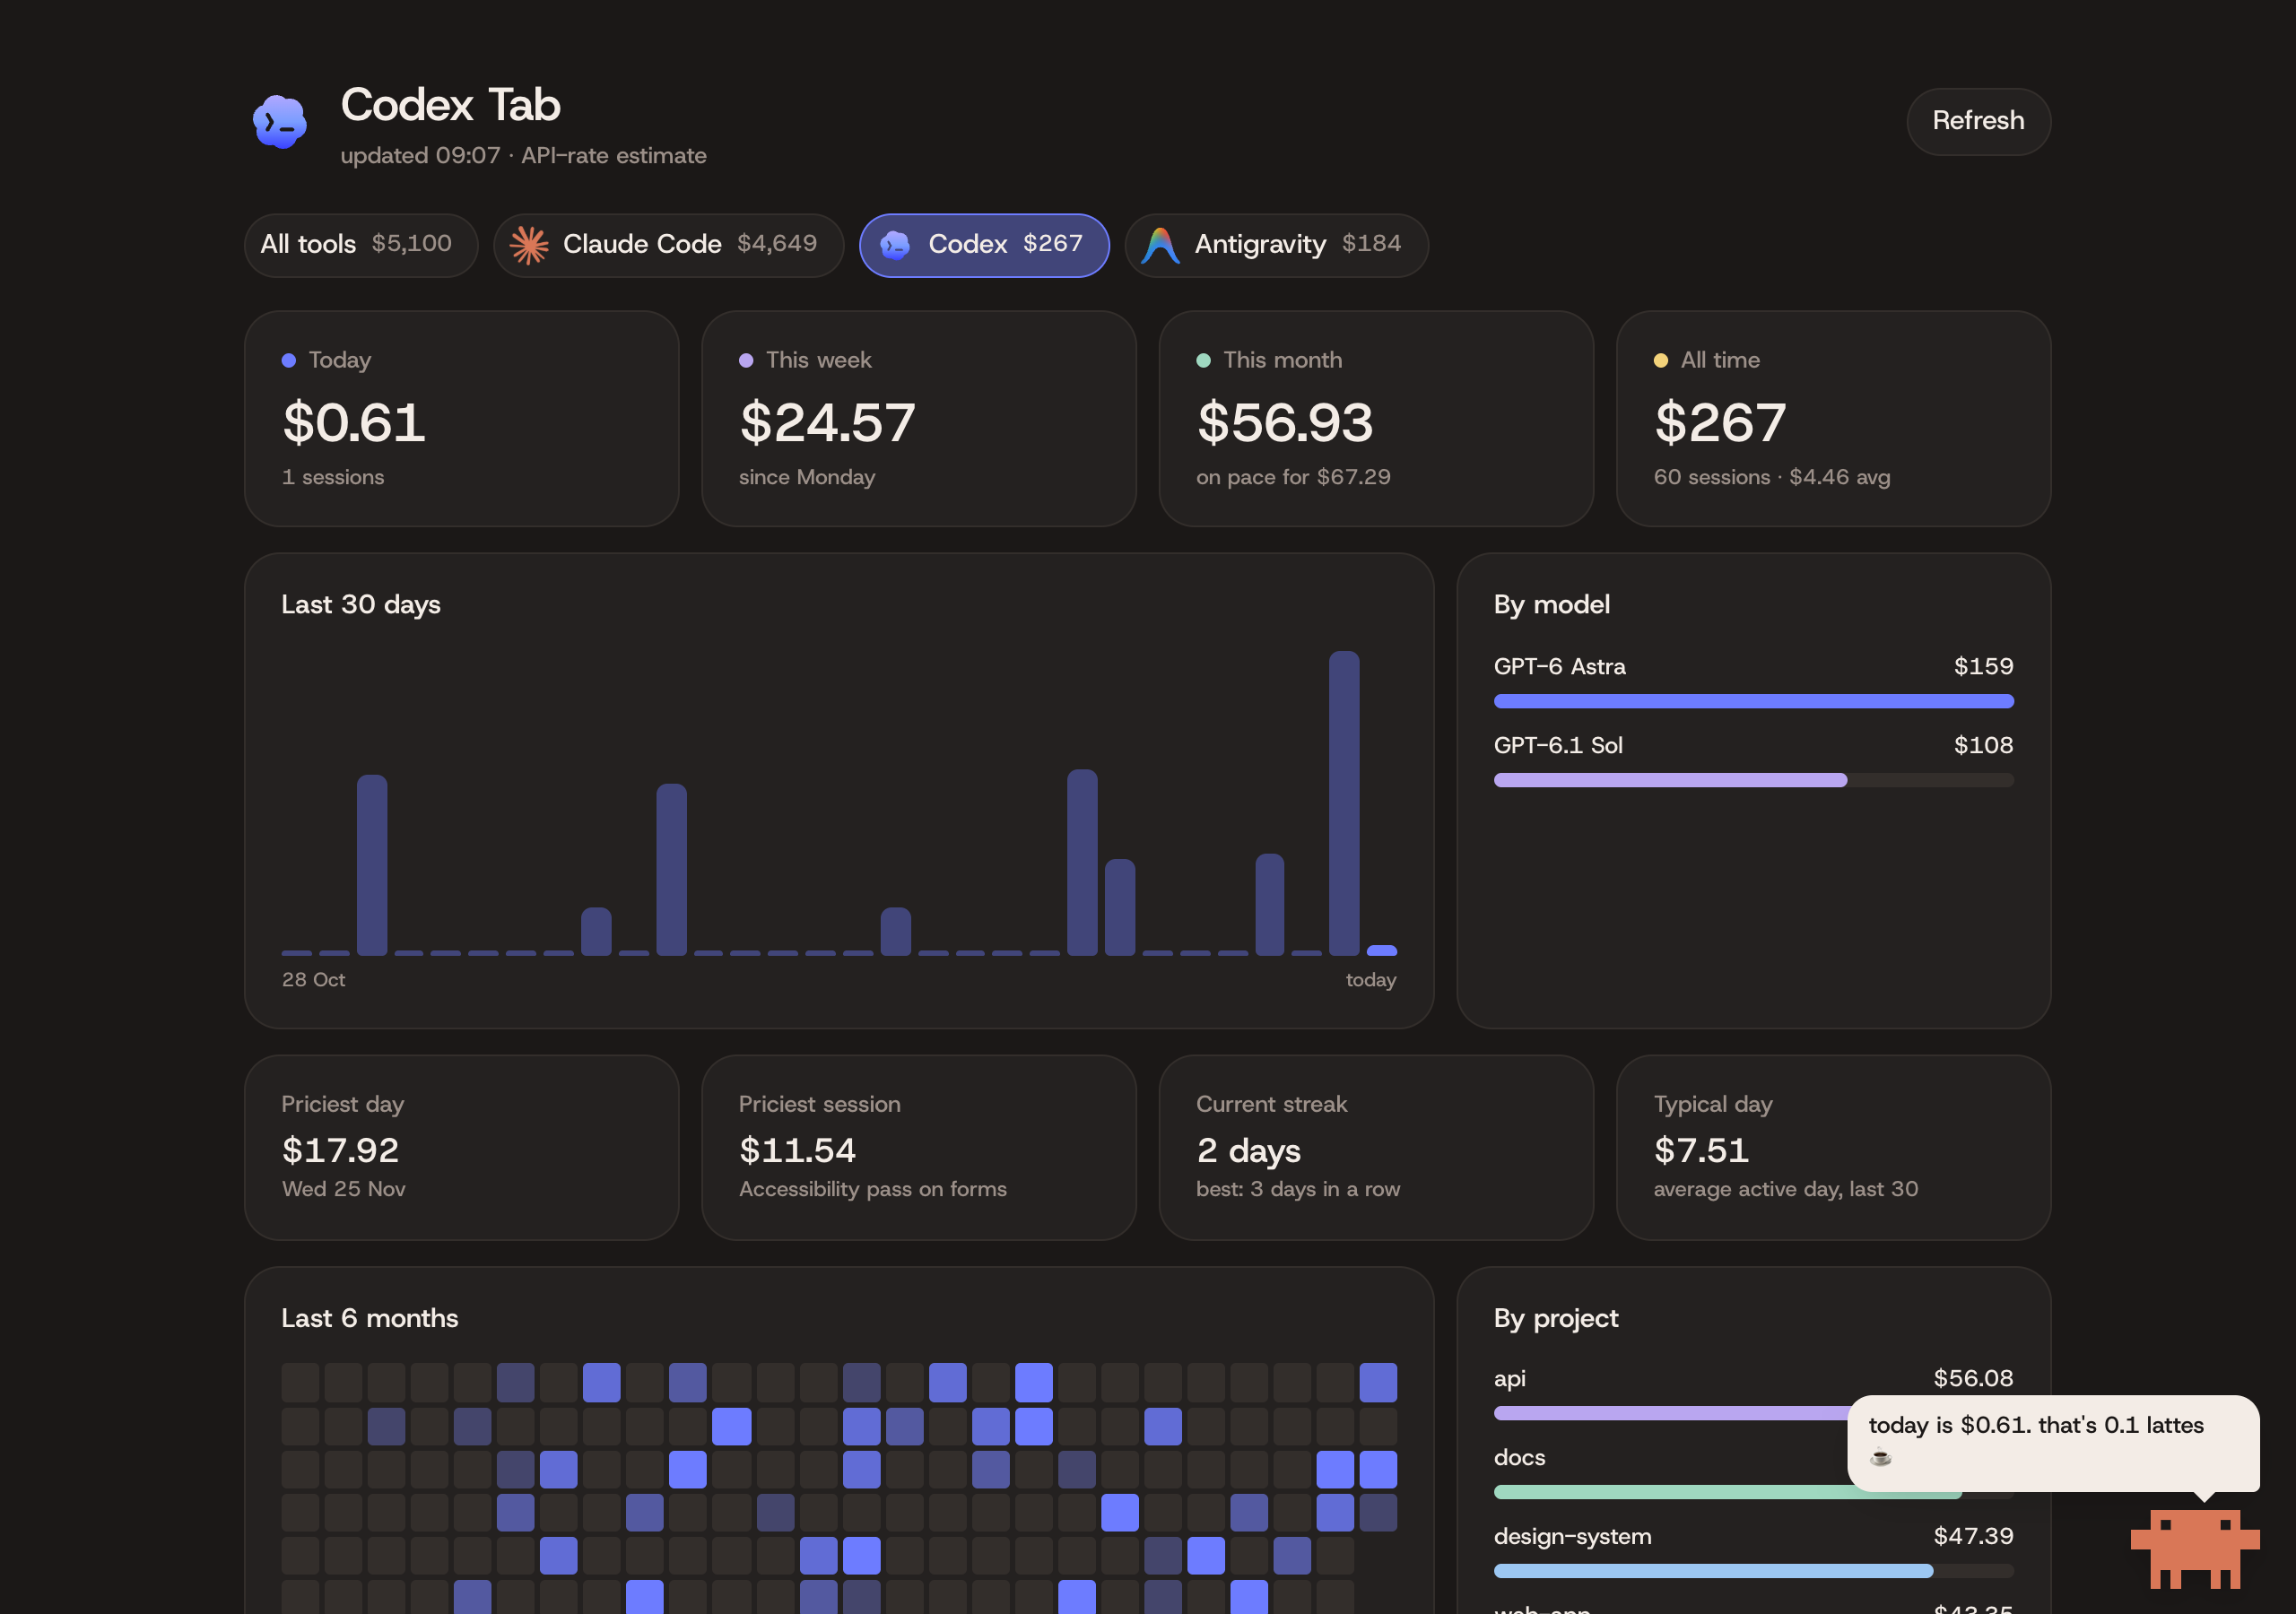 Codex Tab
updated 09:07 · API-rate estimate
Refresh
All tools $5,100
Claude Code $4,649
Codex $267
Antigravity $184
Today
$0.61
1 sessions
This week
$24.57
since Monday
This month
$56.93
on pace for $67.29
All time
$267
60 sessions · $4.46 avg
Last 30 days
28 Oct
today
By model
GPT-6 Astra $159
GPT-6.1 Sol $108
Priciest day
$17.92
Wed 25 Nov
Priciest session
$11.54
Accessibility pass on forms
Current streak
2 days
best: 3 days in a row
Typical day
$7.51
average active day, last 30
Last 6 months
By project
api $56.08
docs
design-system $47.39
today is $0.61. that's 0.1 lattes
☕